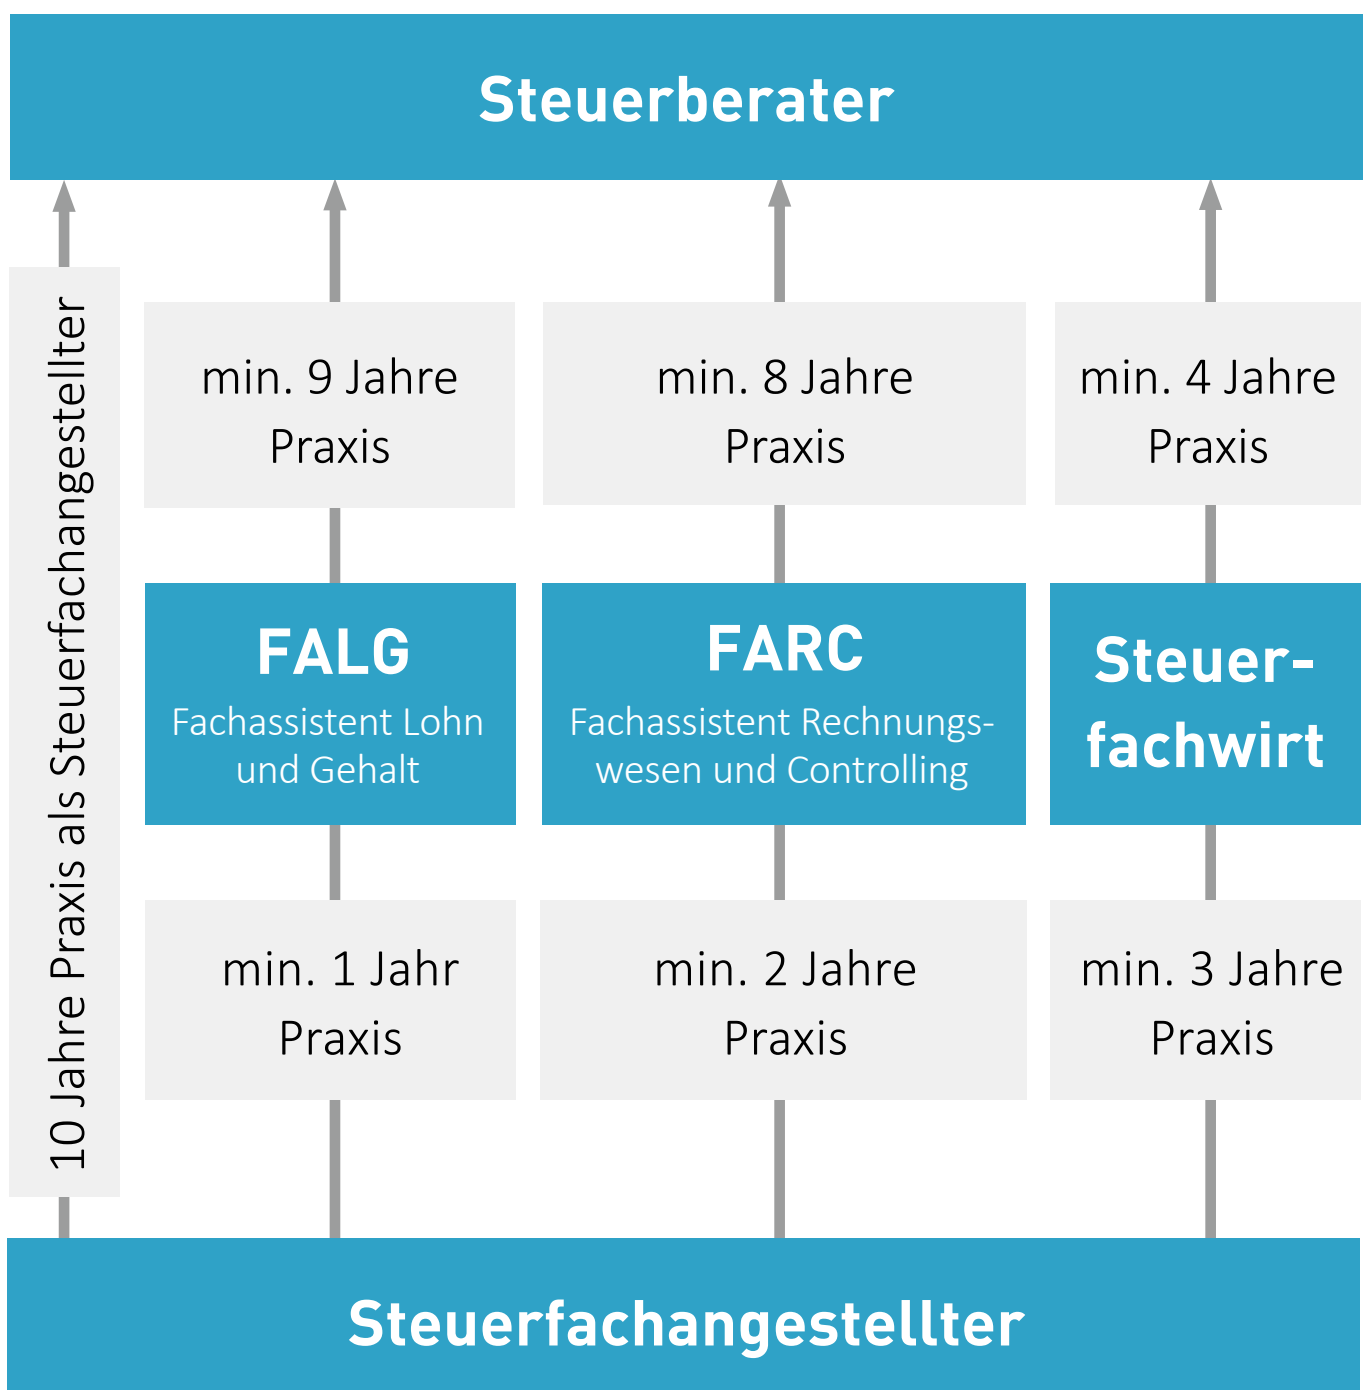 Steuerberater
10 Jahre Praxis als Steuerfachangestellter
min. 9 Jahre
Praxis
min. 8 Jahre
Praxis
min. 4 Jahre
Praxis
FALG
Fachassistent Lohn
und Gehalt
FARC
Fachassistent Rechnungs-
wesen und Controlling
Steuer-
fachwirt
min. 1 Jahr
Praxis
min. 2 Jahre
Praxis
min. 3 Jahre
Praxis
Steuerfachangestellter